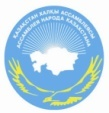 ҚАЗАҚСТАН ХАЛҚЫ АССАМБЛЕЯСЫ
АССАМБЛЕЯ НАРОДА КАЗАХСТАНА